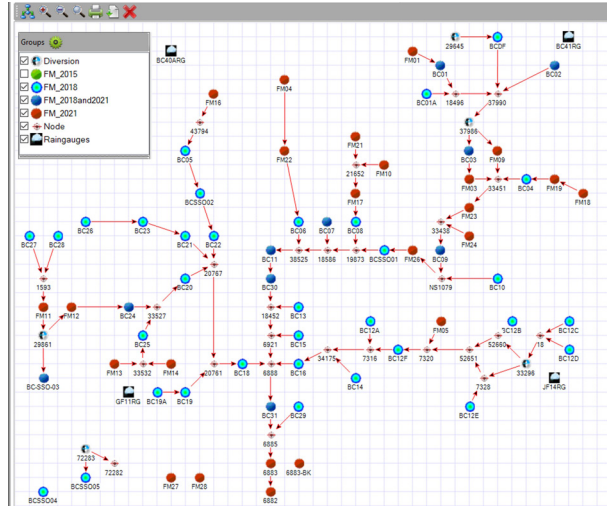 Groups
Diversion
FM_2015
FM_2018
FM_2018and2021
FM_2021
Node
Raingauges
BC40ARG
29645
BCDF
BC41RG
FM01
BC01
BC02
FM16
FM04
BC01A
18496
37990
43794
37988
FM21
BC05
FM22
21652
FM10
BC03
FM09
FM03
33451
BC04
FM19
FM18
BCSSO02
FM17
FM23
BC26
BC23
BC27
BC28
BC21
BC22
BC06
BC07
BC08
33438
FM24
BC11
38525
18586
19873
BCSSO01
FM26
BC09
20767
1593
BC20
BC30
NS1079
BC10
FM11
FM12
BC24
33527
18452
BC13
29861
BC25
6921
BC15
BC12A
FM05
BC12B
BC12C
34175
7316
BC12F
7320
52651
52660
18
BC12D
BC-SSO-03
FM13
33532
FM14
20761
BC18
6888
BC16
BC14
33296
7328
GF11RG
BC19A
BC19
JF14RG
BC31
BC29
BC12E
6885
72283
72282
BCSSO05
6883
6883-BK
FM27
FM28
BCSSO04
6882